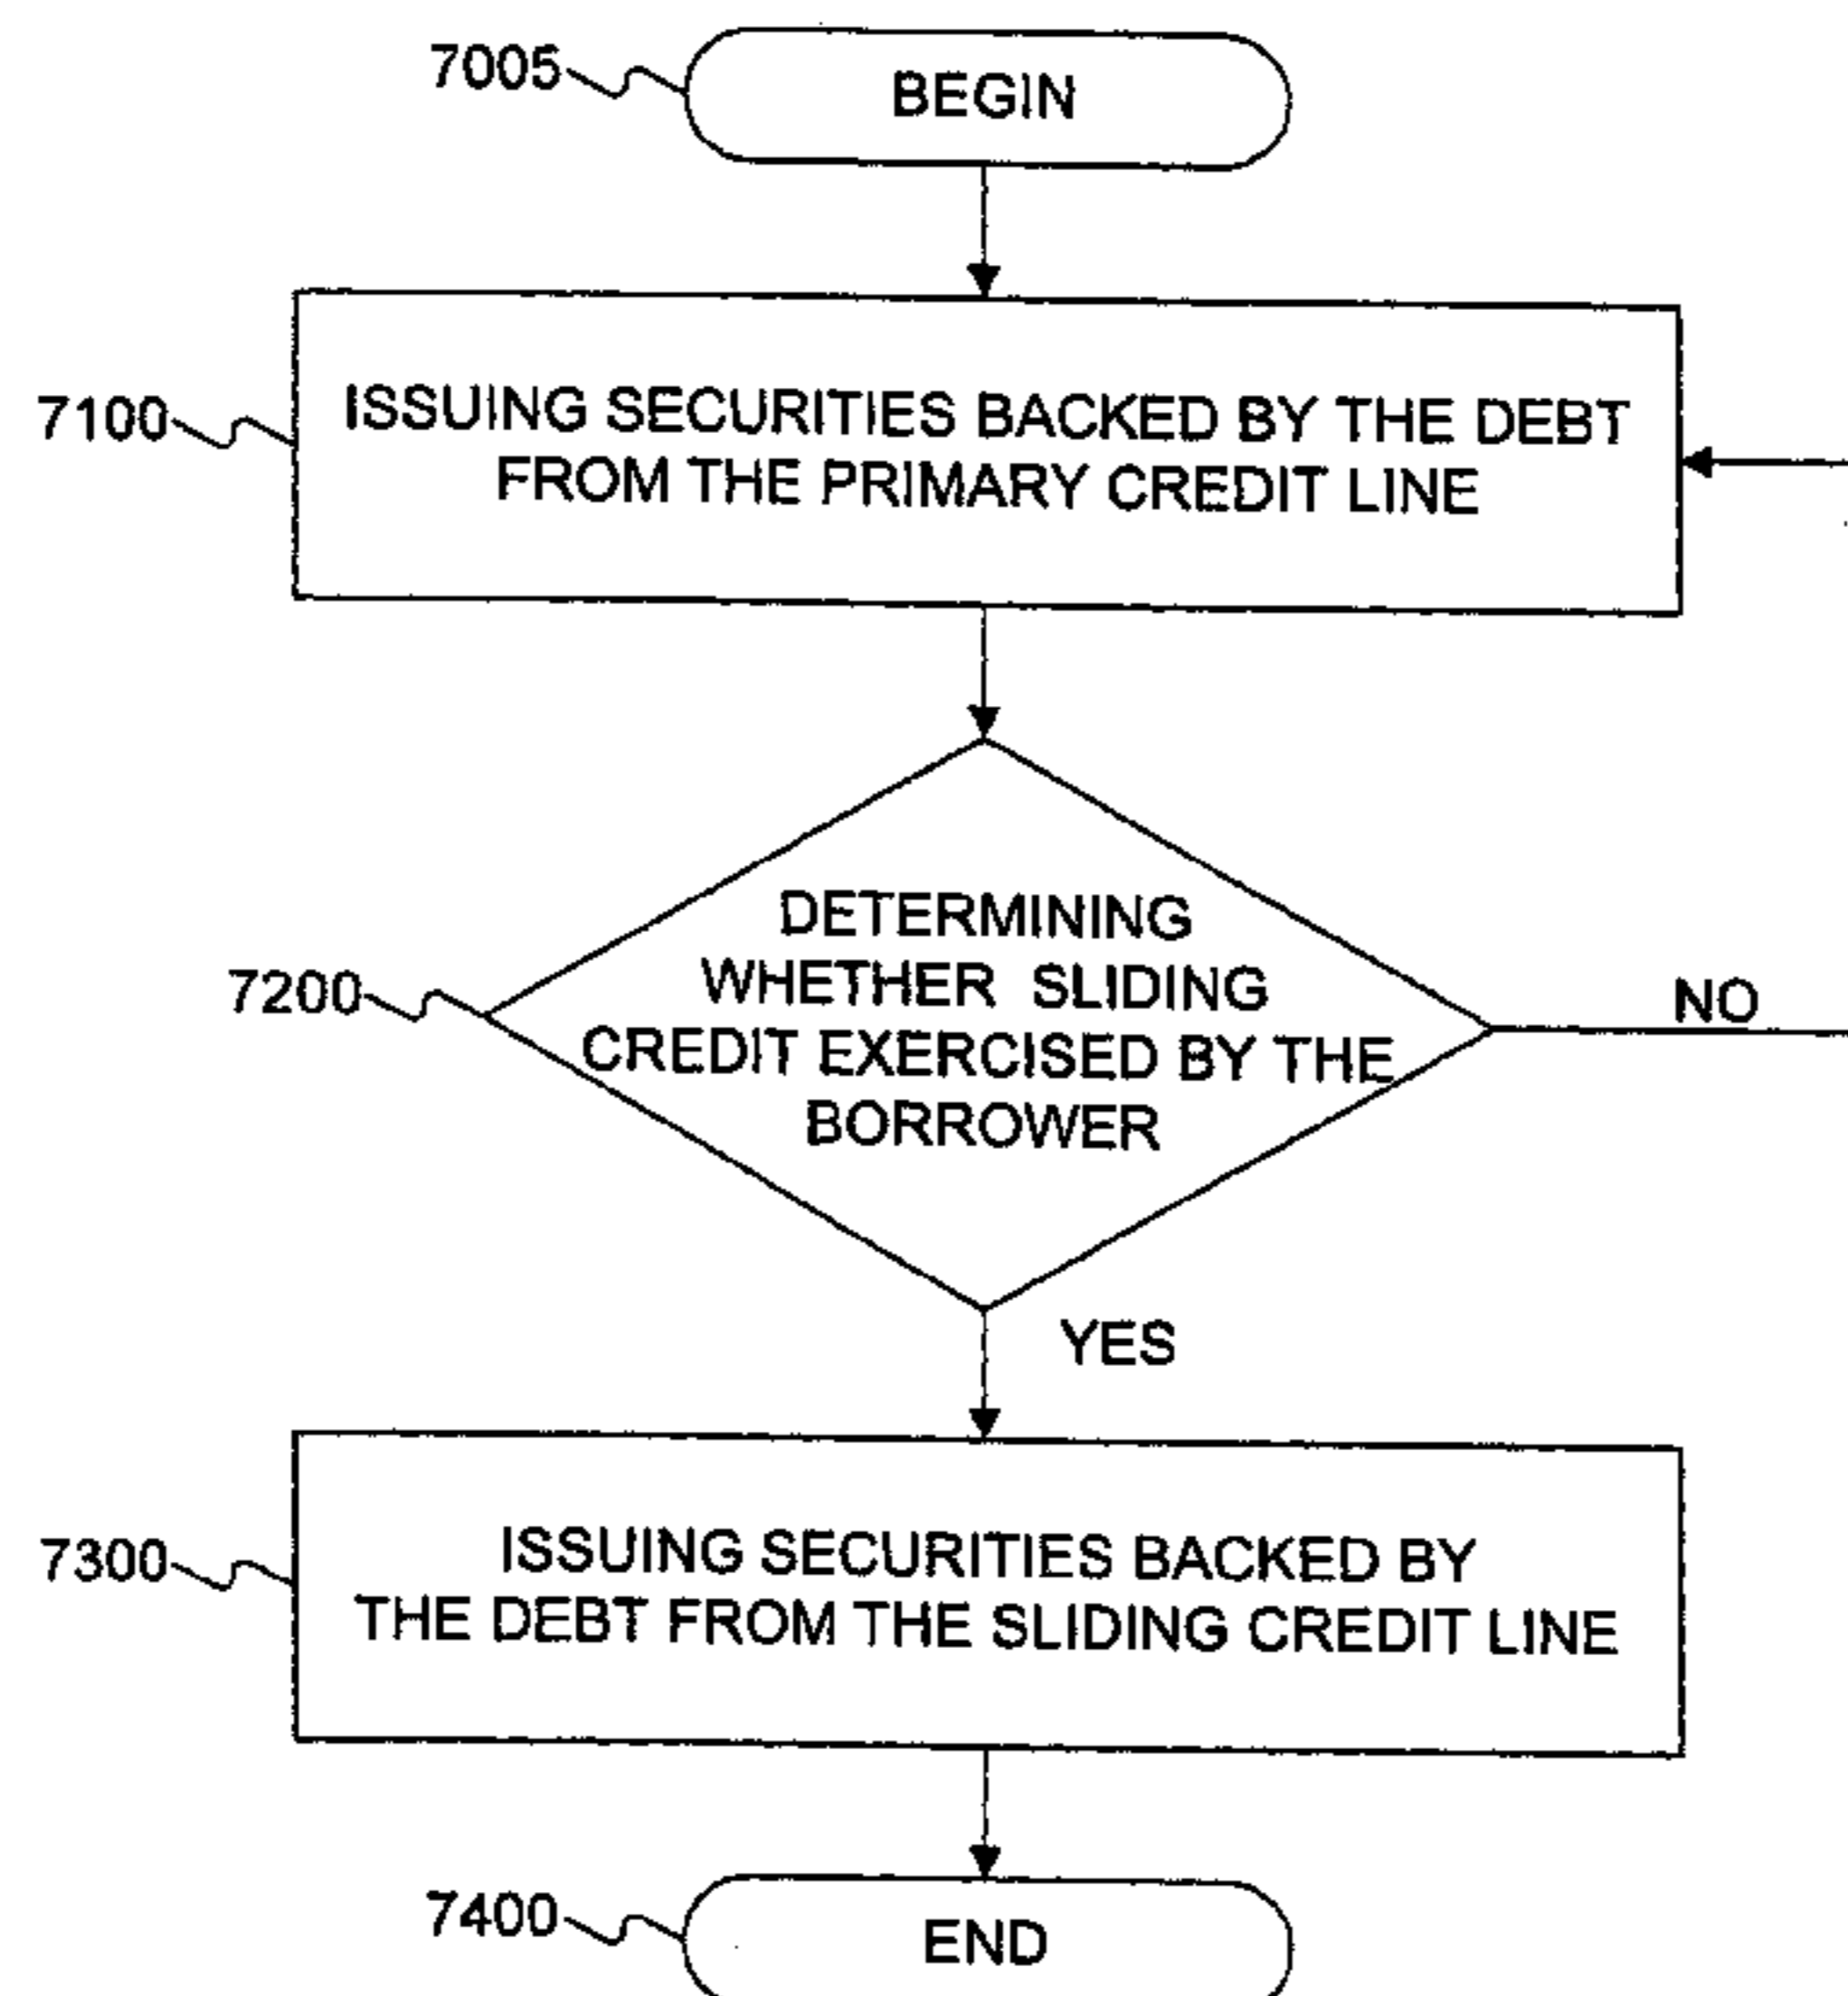 7005
BEGIN
7100
ISSUING SECURITIES BACKED BY THE DEBT
FROM THE PRIMARY CREDIT LINE
7200
DETERMINING
WHETHER SLIDING
CREDIT EXERCISED BY THE
BORROWER
NO
YES
7300
ISSUING SECURITIES BACKED BY
THE DEBT FROM THE SLIDING CREDIT LINE
7400
END